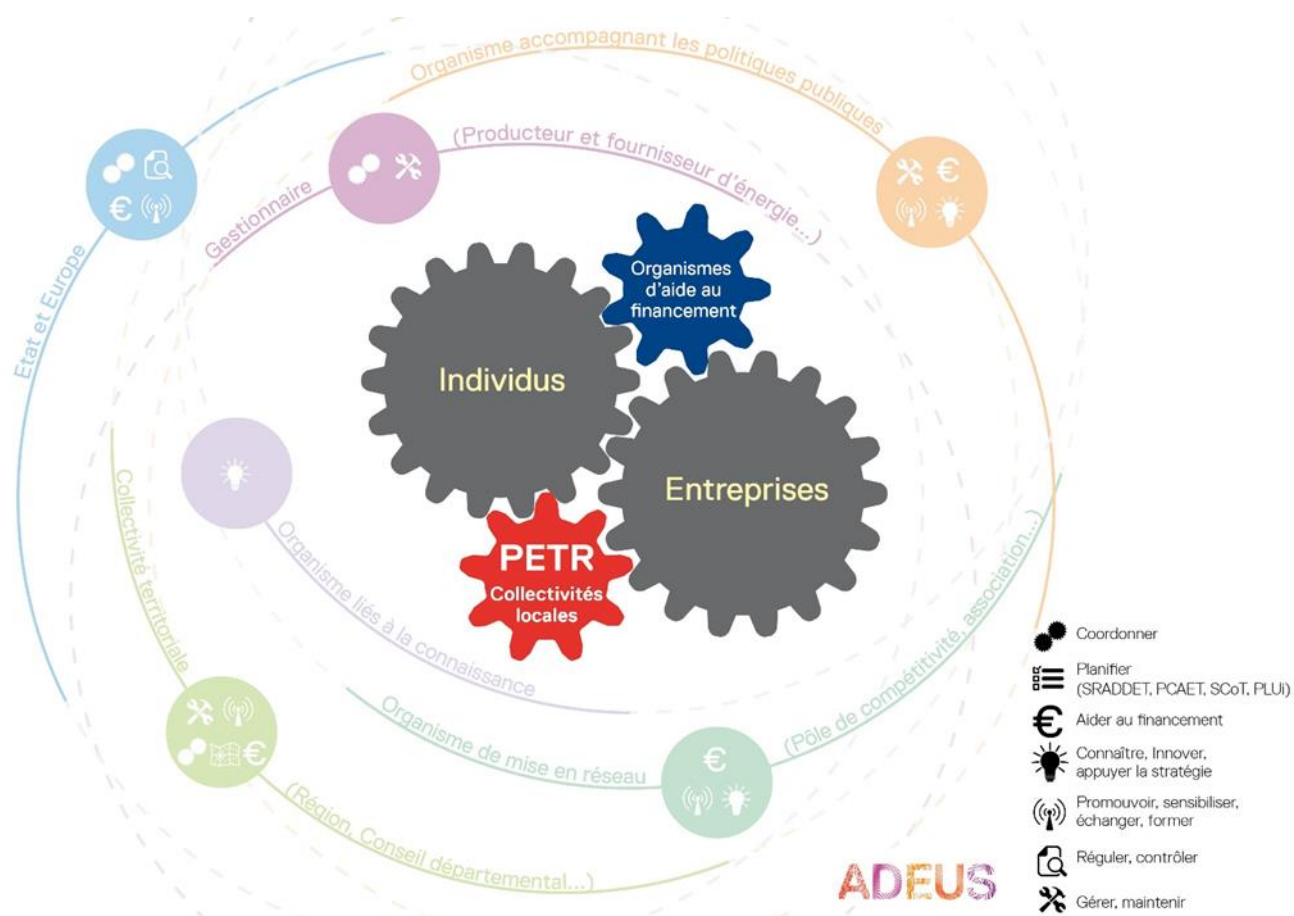 Organisme accompagnant les politiques publiques
(Producteur et fournisseur d'énergie...)
Gestionnaire
Etat et Europe
Organismes
d'aide au
financement
Individus
Entreprises
PETR
Collectivités
locales
Collectivité territoriale
(Région, Conseil départemental...)
Organisme liés à la connaissance
Organisme de mise en réseau
(Pôle de compétitivité, association...)
Coordonner
Planifier
(SRADDET, PCAET, SCoT, PLUi)
€ Aider au financement
Connaître, Innover,
appuyer la stratégie
Promouvoir, sensibiliser,
échanger, former
Réguler, contrôler
Gérer, maintenir
ADEUS